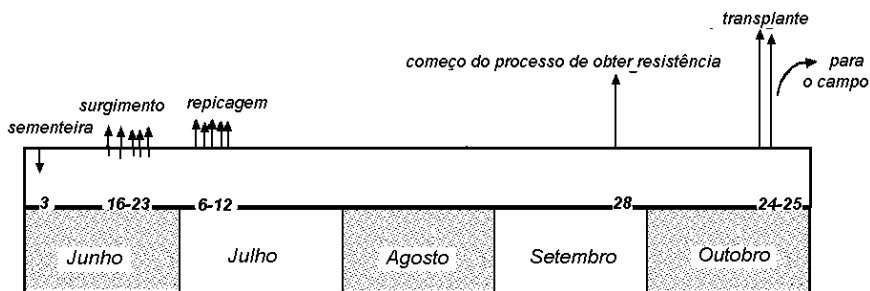 transplante
começo do processo de obter resistência
para
o campo
surgimento
repicagem
sementeira
3
16-23
6-12
28
24-25
Junho
Julho
Agosto
Setembro
Outobro